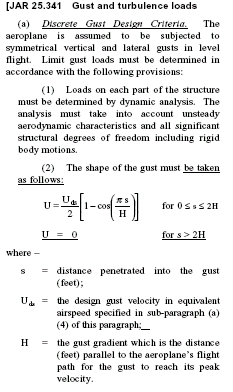 [JAR 25.341 Gust and turbulence loads
(a) Discrete Gust Design Criteria. The
aeroplane is assumed to be subjected to
symmetrical vertical and lateral gusts in level
flight. Limit gust loads must be determined in
accordance with the following provisions:
(1) Loads on each part of the structure
must be determined by dynamic analysis. The
analysis must take into account unsteady
aerodynamic characteristics and all significant
structural degrees of freedom including rigid
body motions.
(2) The shape of the gust must be taken
as follows:
U = U_ds/2 [1 – cos(πs/H)] for 0 ≤ s ≤ 2H
U = 0 for s > 2H
where –
s = distance penetrated into the gust
(feet);
U_ds = the design gust velocity in equivalent
airspeed specified in sub-paragraph (a)
(4) of this paragraph;
H = the gust gradient which is the distance
(feet) parallel to the aeroplane's flight
path for the gust to reach its peak
velocity.